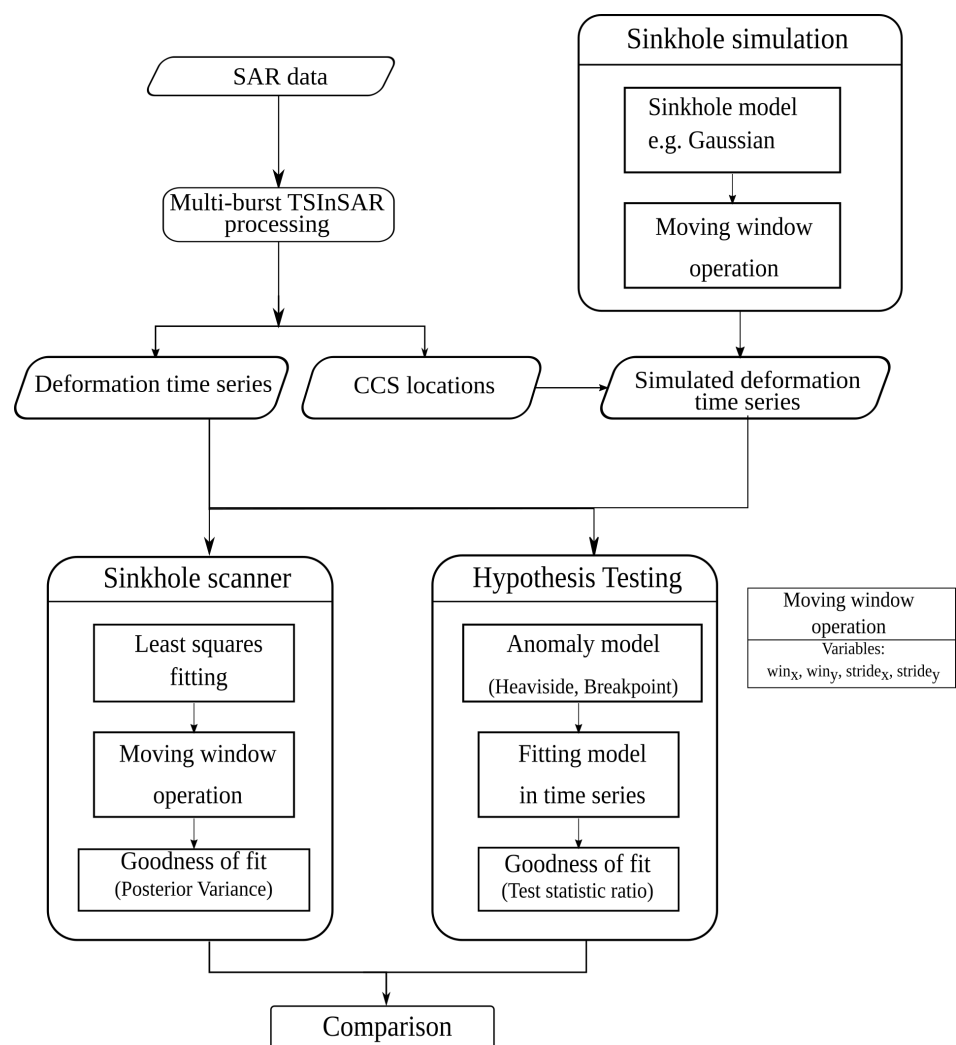 Sinkhole simulation
SAR data
Sinkhole model
e.g. Gaussian
Multi-burst TSInSAR
processing
Moving window
operation
Deformation time series
CCS locations
Simulated deformation
time series
Sinkhole scanner
Least squares
fitting
Moving window
operation
Goodness of fit
(Posterior Variance)
Hypothesis Testing
Anomaly model
(Heaviside, Breakpoint)
Fitting model
in time series
Goodness of fit
(Test statistic ratio)
Moving window
operation
Variables:
winx, winy, stridex, stridey
Comparison